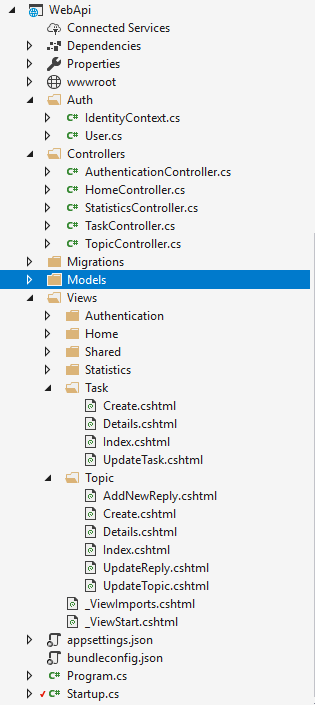 WebApi
Connected Services
Dependencies
Properties
wwwroot
Auth
C# IdentityContext.cs
C# User.cs
Controllers
C# AuthenticationController.cs
C# HomeController.cs
C# StatisticsController.cs
C# TaskController.cs
C# TopicController.cs
Migrations
Models
Views
Authentication
Home
Shared
Statistics
Task
Create.cshtml
Details.cshtml
Index.cshtml
UpdateTask.cshtml
Topic
AddNewReply.cshtml
Create.cshtml
Details.cshtml
Index.cshtml
UpdateReply.cshtml
UpdateTopic.cshtml
_ViewImports.cshtml
_ViewStart.cshtml
appsettings.json
bundleconfig.json
C# Program.cs
C# Startup.cs